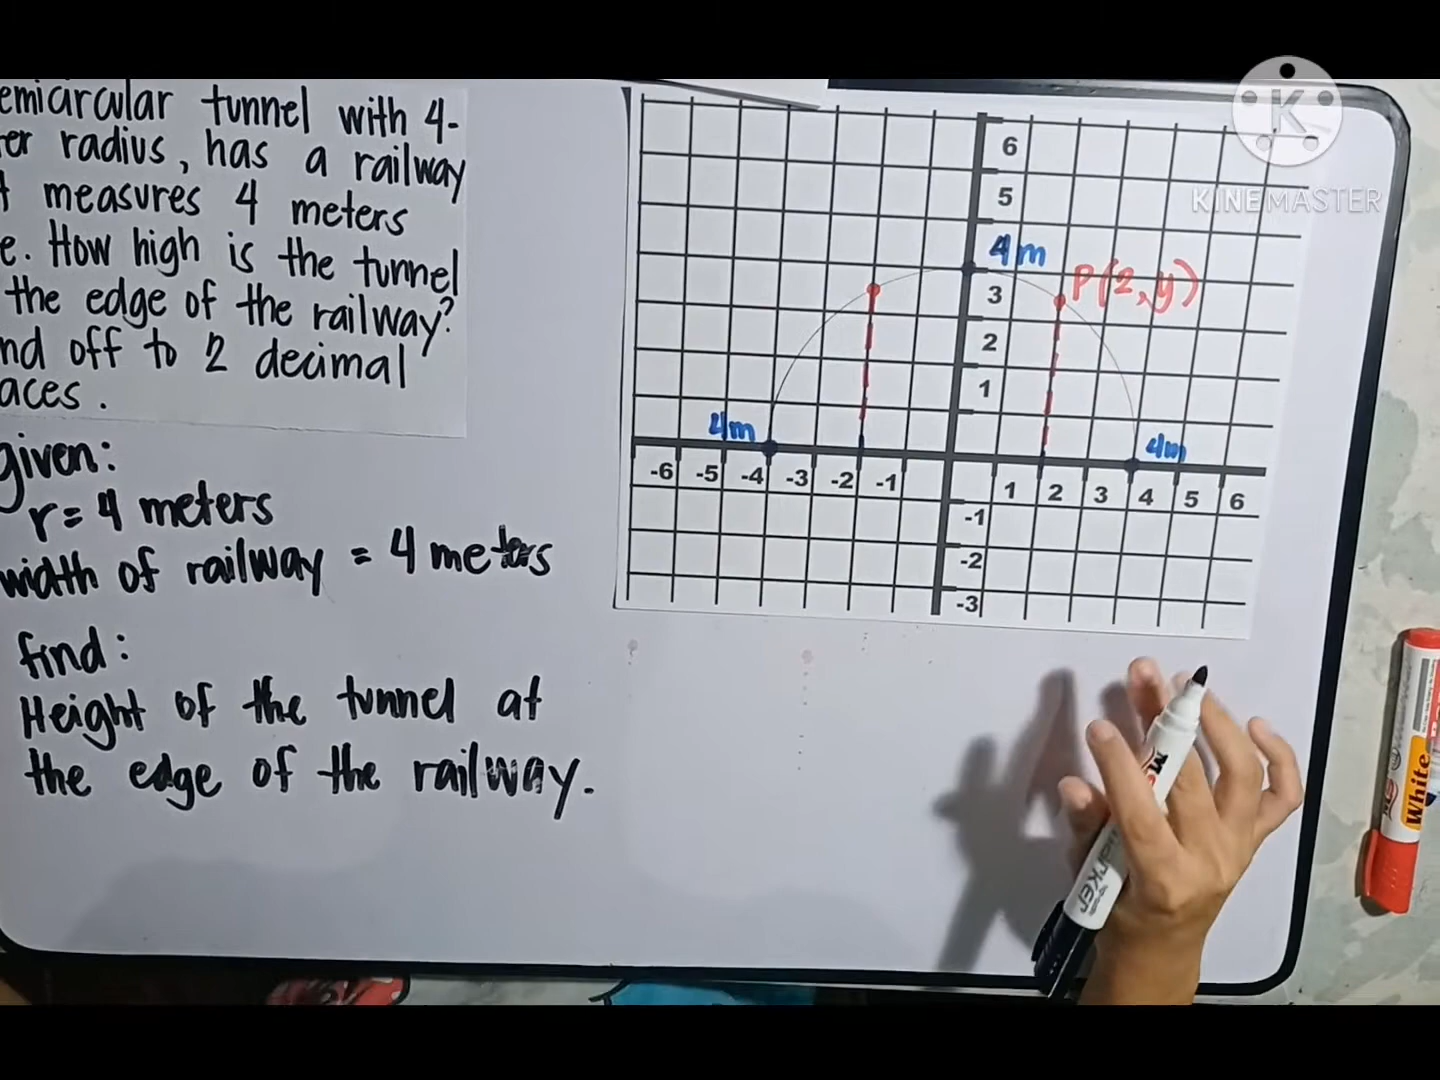 emicircular tunnel with 4-
er radius, has a railway
t measures 4 meters
e. How high is the tunnel
the edge of the railway?
nd off to 2 decimal
aces.
given:
r = 4 meters
width of railway = 4 meters
find:
Height of the tunnel at
the edge of the railway.
6
5
4m
P(2,y)
3
2
1
4m
4m
-6 -5 -4 -3 -2 -1 1 2 3 4 5 6
-1
-2
-3
KINEMASTER
K
White
marker